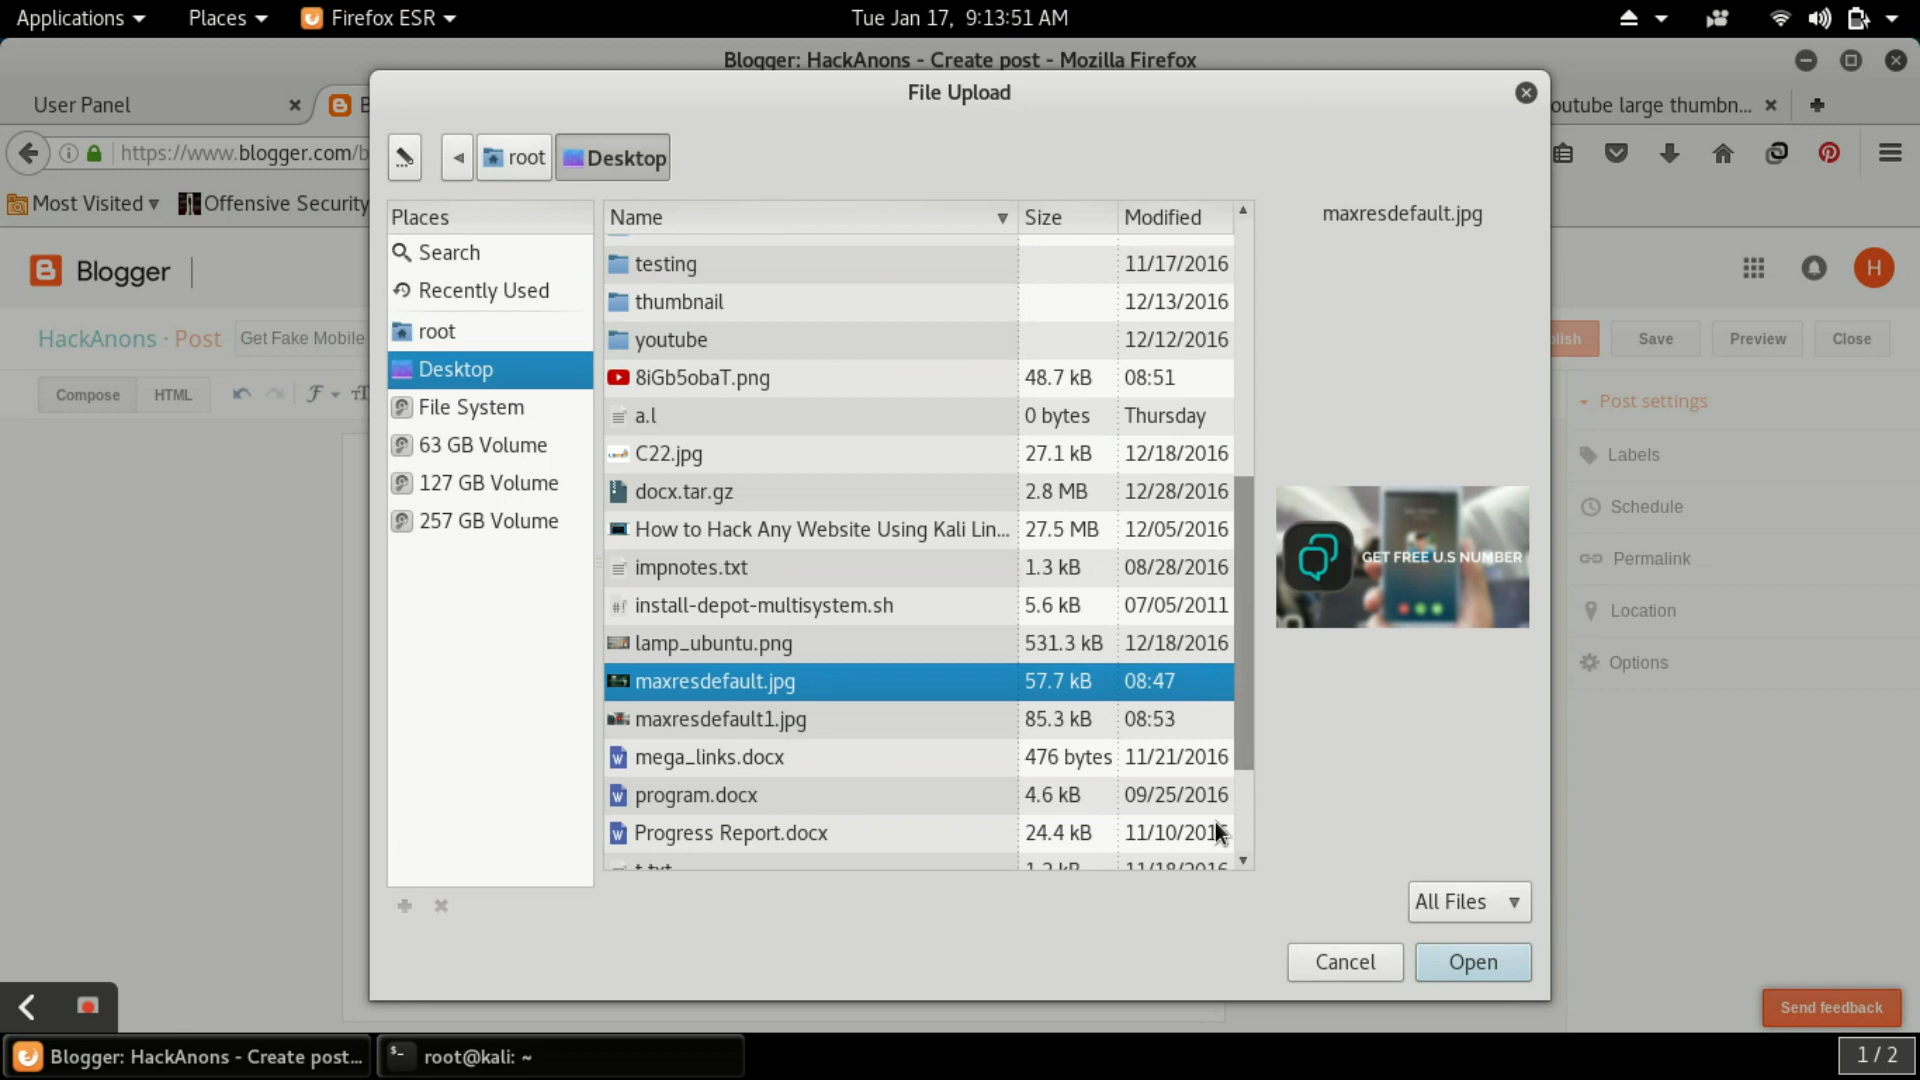 Applications Places Firefox ESR Tue Jan 17, 9:13:51 AM
Blogger: HackAnons - Create post - Mozilla Firefox
User Panel outube large thumbn...
File Upload
https://www.blogger.com/b
root Desktop
Most Visited Offensive Security
Places
Search
Recently Used
root
Desktop
File System
63 GB Volume
127 GB Volume
257 GB Volume
Name Size Modified
testing 11/17/2016
thumbnail 12/13/2016
youtube 12/12/2016
8iGb5obaT.png 48.7 kB 08:51
a.l 0 bytes Thursday
C22.jpg 27.1 kB 12/18/2016
docx.tar.gz 2.8 MB 12/28/2016
How to Hack Any Website Using Kali Lin... 27.5 MB 12/05/2016
impnotes.txt 1.3 kB 08/28/2016
install-depot-multisystem.sh 5.6 kB 07/05/2011
lamp_ubuntu.png 531.3 kB 12/18/2016
maxresdefault.jpg 57.7 kB 08:47
maxresdefault1.jpg 85.3 kB 08:53
mega_links.docx 476 bytes 11/21/2016
program.docx 4.6 kB 09/25/2016
Progress Report.docx 24.4 kB
maxresdefault.jpg
GET FREE U.S NUMBER
All Files
Cancel Open
Blogger
H
HackAnons · Post Get Fake Mobile
lish Save Preview Close
Compose HTML
Post settings
Labels
Schedule
Permalink
Location
Options
Send feedback
Blogger: HackAnons - Create post... root@kali: ~ 1 / 2